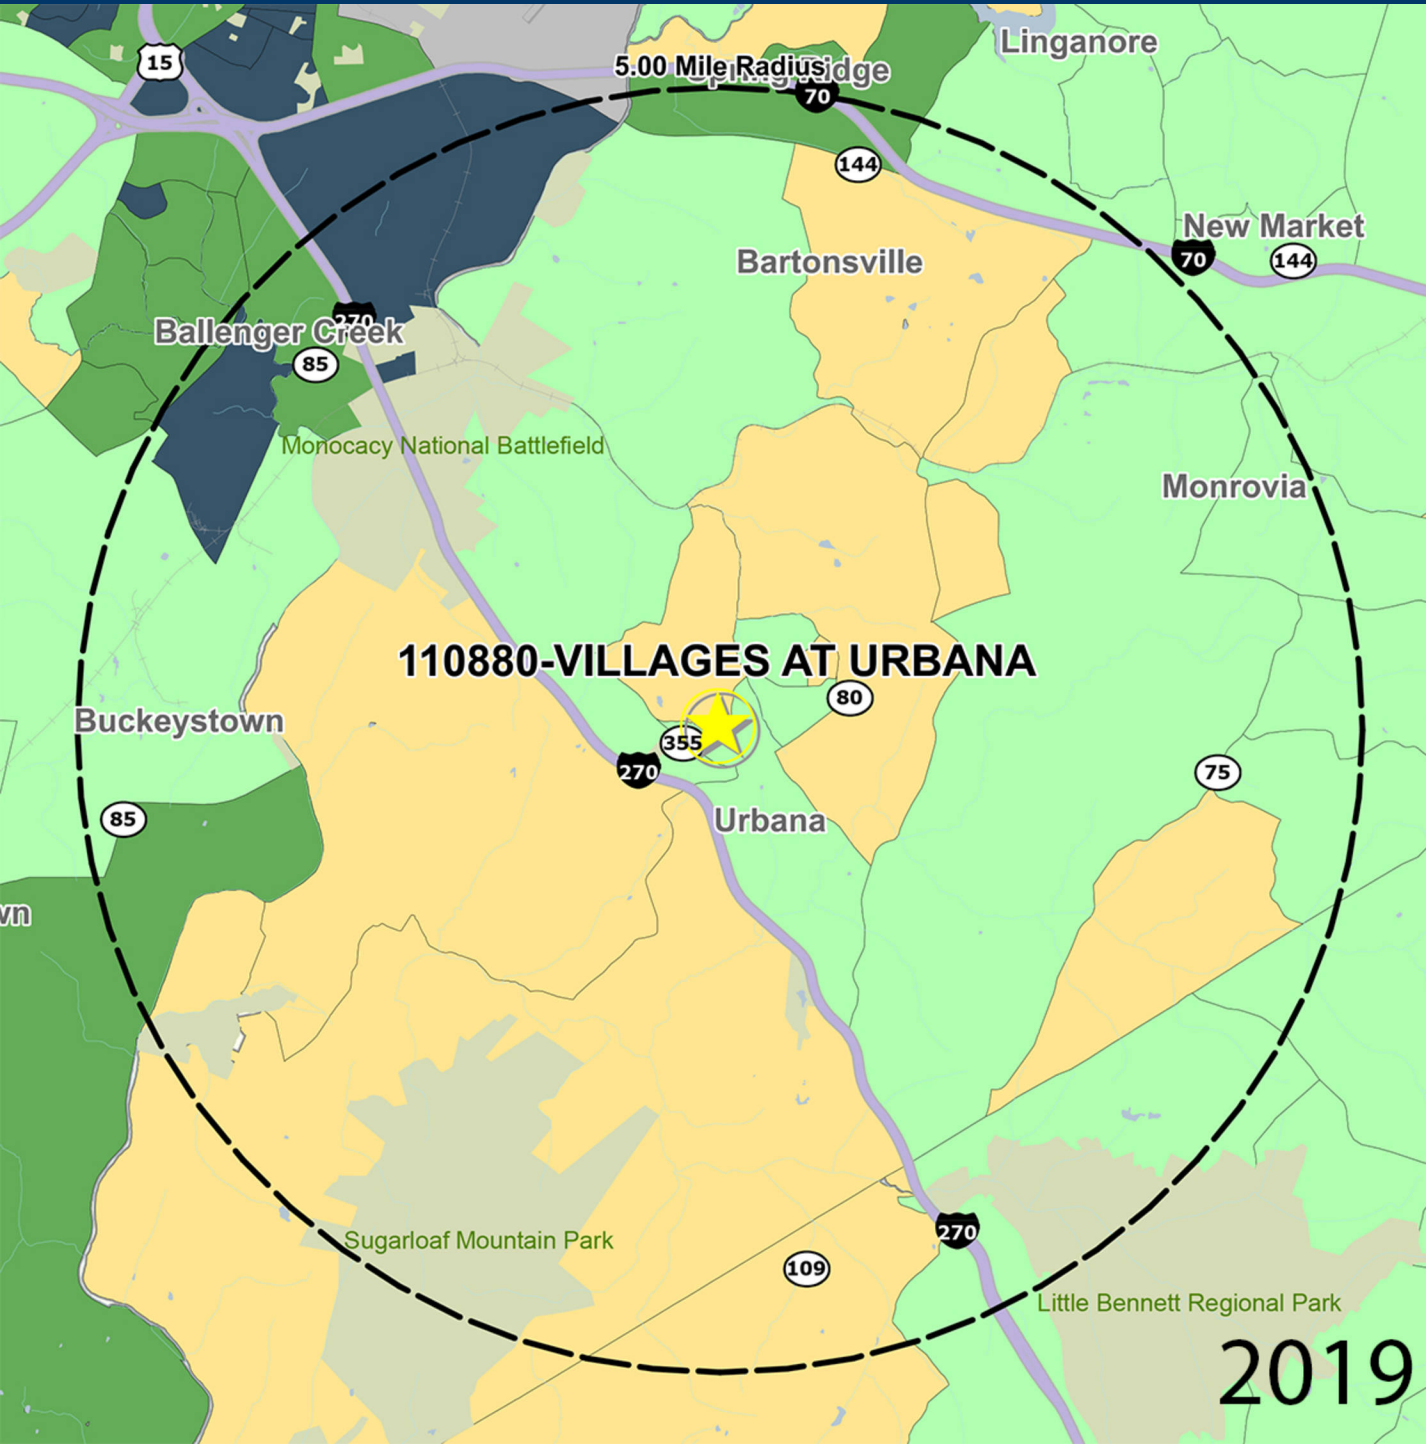 Linganore
15
5.00 Mile Radius
70
144
New Market
70
144
Bartonsville
270
Ballenger Creek
85
Monocacy National Battlefield
Monrovia
110880-VILLAGES AT URBANA
80
Buckeystown
355
270
75
85
Urbana
Sugarloaf Mountain Park
270
109
Little Bennett Regional Park
2019